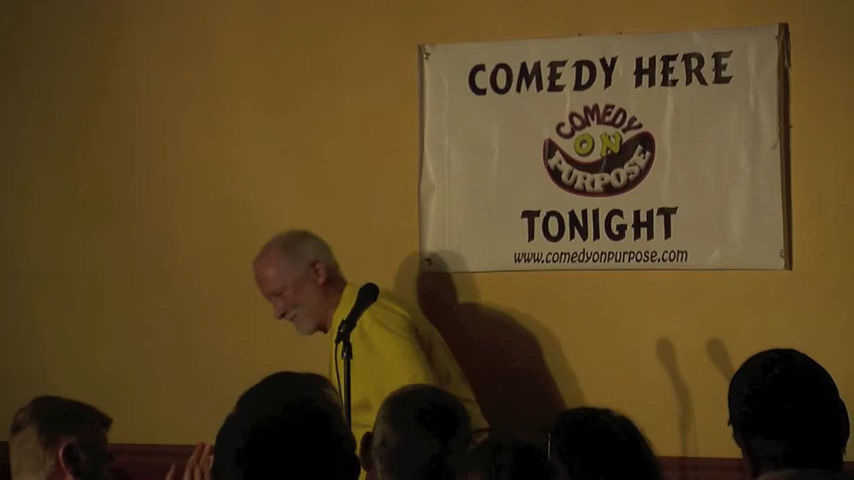 COMEDY HERE
COMEDY
ON
PURPOSE
TONIGHT
www.comedyonpurpose.com